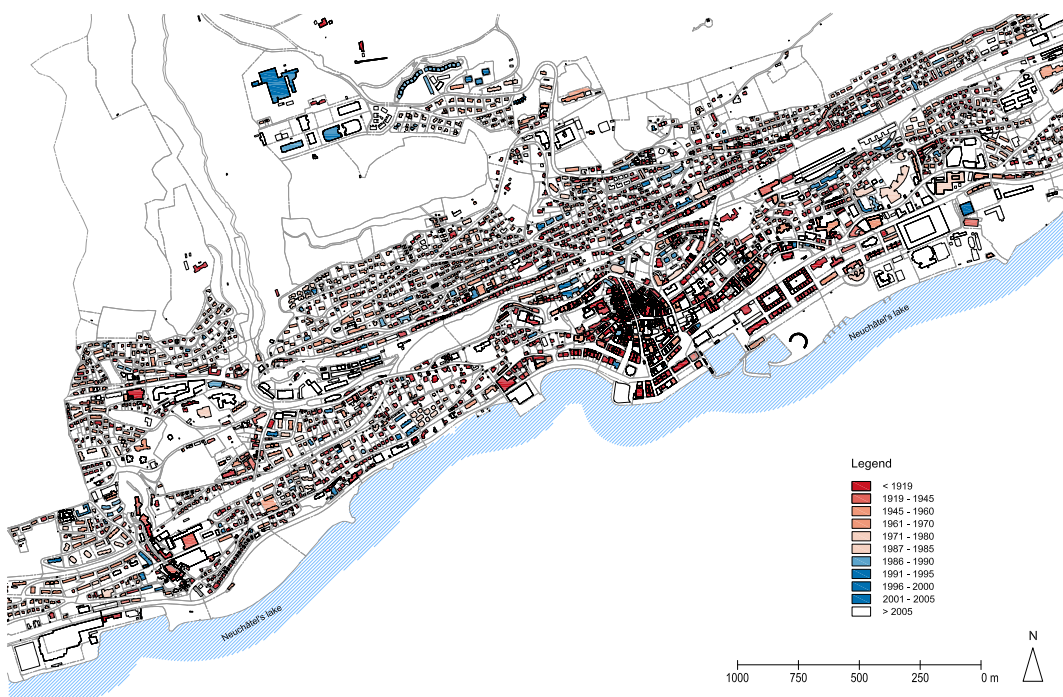 Neuchâtel's lake
Legend
< 1919
1919 - 1945
1945 - 1960
1961 - 1970
1971 - 1980
1987 - 1985
1986 - 1990
1991 - 1995
1996 - 2000
2001 - 2005
> 2005
Neuchâtel's lake
N
1000 750 500 250 0 m